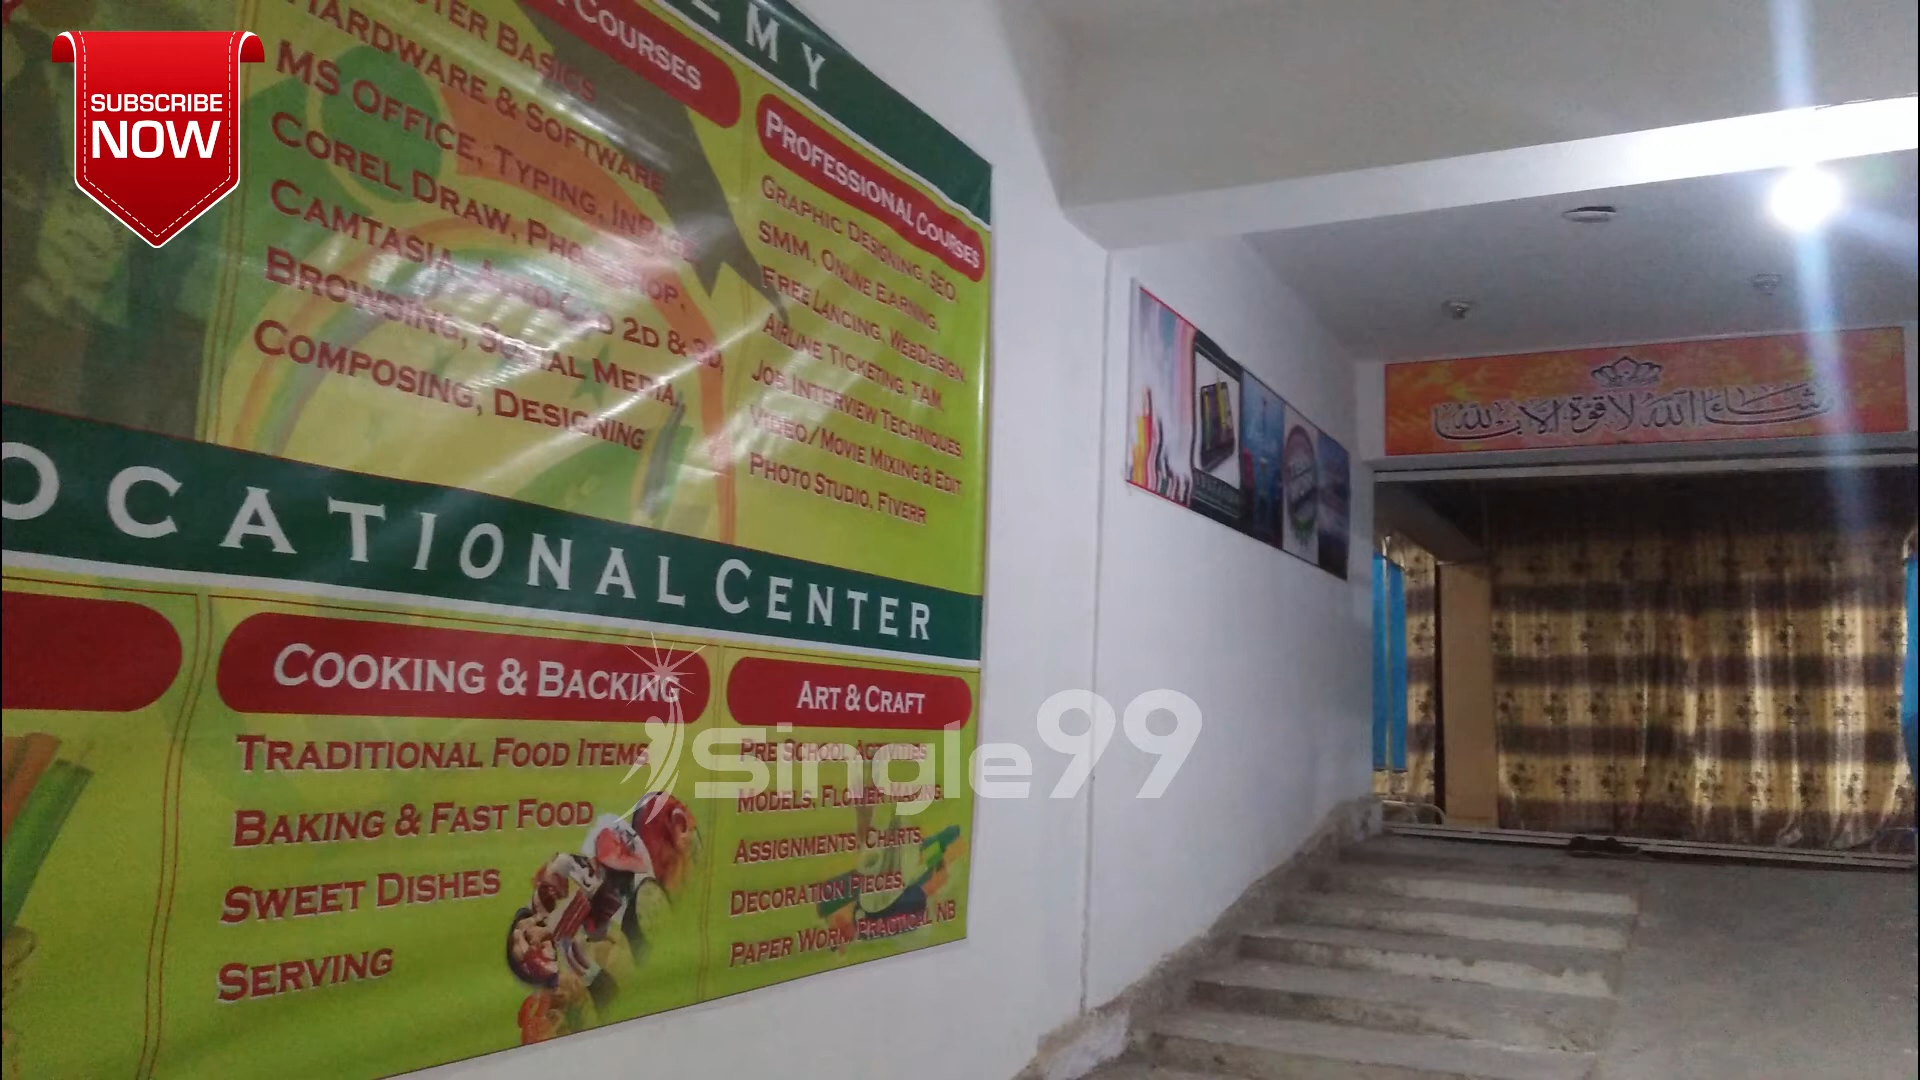 SUBSCRIBE
NOW
EMY
COURSES
TER BASICS
HARDWARE & SOFTWARE
MS OFFICE, TYPING, INPAGE
COREL DRAW, PHOTOSHOP,
CAMTASIA, AUTO CAD 2D & 3D,
BROWSING, SOCIAL MEDIA,
COMPOSING, DESIGNING
PROFESSIONAL COURSES
GRAPHIC DESIGNING, SEO
SMM, ONLINE EARNING,
FREE LANCING, WEBDESIGN
AIRLINE TICKETING, TAM,
JOB INTERVIEW TECHNIQUES,
VIDEO/MOVIE MIXING & EDIT
PHOTO STUDIO, FIVERR
OCATIONAL CENTER
COOKING & BACKING
TRADITIONAL FOOD ITEMS
BAKING & FAST FOOD
SWEET DISHES
SERVING
ART & CRAFT
PRE SCHOOL ACTIVITIES
MODELS, FLOWER MAKING,
ASSIGNMENTS, CHARTS,
DECORATION PIECES,
PAPER WORK, PRACTICAL NB
Single99
ماشاء الله لا قوة الا بالله